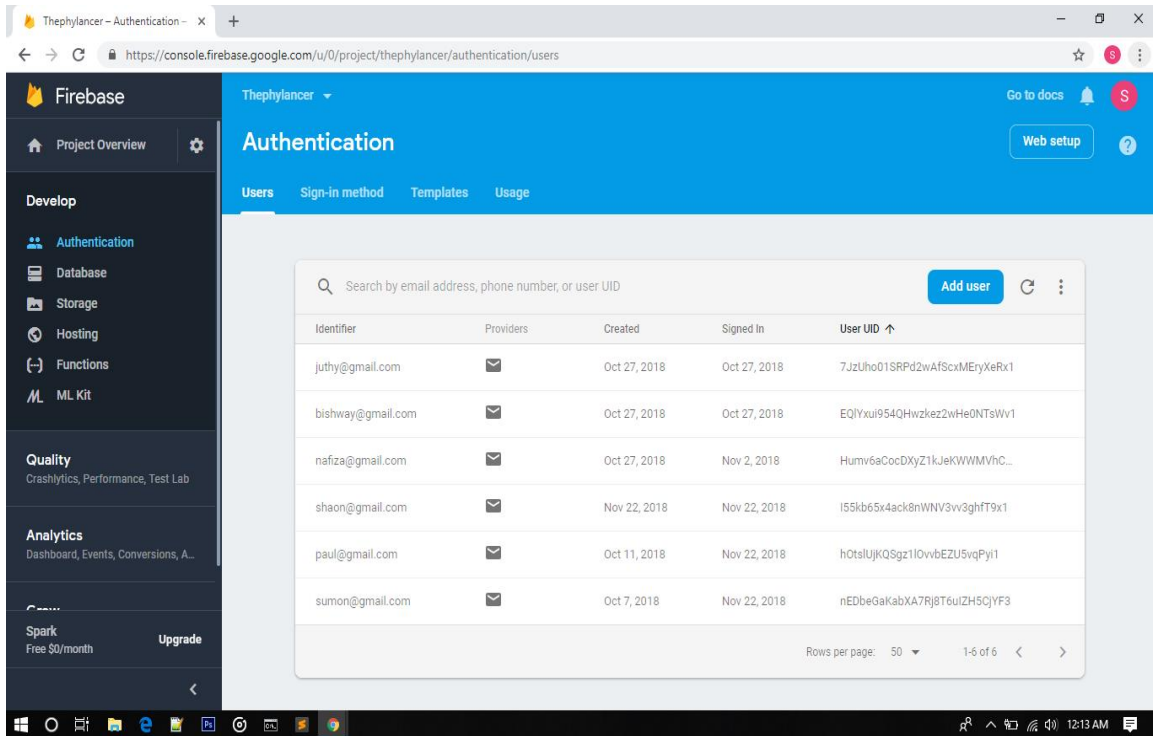 Thephylancer – Authentication –
https://console.firebase.google.com/u/0/project/thephylancer/authentication/users
S
Firebase
Thephylancer
Go to docs
S
Project Overview
Authentication
Web setup
Develop
Users Sign-in method Templates Usage
Authentication
Database
Storage
Hosting
Functions
ML Kit
Quality
Crashlytics, Performance, Test Lab
Analytics
Dashboard, Events, Conversions, A...
Spark
Free $0/month
Upgrade
Search by email address, phone number, or user UID
Add user
Identifier Providers Created Signed In User UID
juthy@gmail.com Oct 27, 2018 Oct 27, 2018 7JzUho01SRPd2wAfScxMEryXeRx1
bishway@gmail.com Oct 27, 2018 Oct 27, 2018 EQlYxui954QHwzkez2wHe0NTsWv1
nafiza@gmail.com Oct 27, 2018 Nov 2, 2018 Humv6aCocDXyZ1kJeKWWMVhC...
shaon@gmail.com Nov 22, 2018 Nov 22, 2018 I55kb65x4ack8nWNV3vv3ghfT9x1
paul@gmail.com Oct 11, 2018 Nov 22, 2018 hOtslUjKQSgz1lOvvbEZU5vqPyi1
sumon@gmail.com Oct 7, 2018 Nov 22, 2018 nEDbeGaKabXA7Rj8T6uIZH5CjYF3
Rows per page: 50 1-6 of 6
Ps
12:13 AM